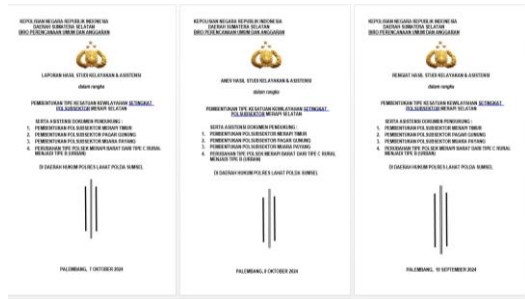 KEPOLISIAN NEGARA REPUBLIK INDONESIA
DAERAH SUMATERA SELATAN
BIRO PERENCANAAN UMUM DAN ANGGARAN
LAPORAN HASIL STUDI KELAYAKAN & ASISTENSI
dalam rangka
PEMBENTUKAN TIPE KESATUAN KEWILAYAHAN SETINGKAT
POLSUBSEKTOR MERAPI SELATAN
SERTA ASISTENSI DOKUMEN PENDUKUNG :
1. PEMBENTUKAN POLSUBSEKTOR MERAPI TIMUR
2. PEMBENTUKAN POLSUBSEKTOR PAGAR GUNUNG
3. PEMBENTUKAN POLSUBSEKTOR MUARA PAYANG
4. PERUBAHAN TIPE POLSEK MERAPI BARAT DARI TIPE C RURAL
MENJADI TIPE B (URBAN)
DI DAERAH HUKUM POLRES LAHAT POLDA SUMSEL
PALEMBANG, 7 OKTOBER 2024
KEPOLISIAN NEGARA REPUBLIK INDONESIA
DAERAH SUMATERA SELATAN
BIRO PERENCANAAN UMUM DAN ANGGARAN
ANEV HASIL STUDI KELAYAKAN & ASISTENSI
dalam rangka
PEMBENTUKAN TIPE KESATUAN KEWILAYAHAN SETINGKAT
POLSUBSEKTOR MERAPI SELATAN
SERTA ASISTENSI DOKUMEN PENDUKUNG :
1. PEMBENTUKAN POLSUBSEKTOR MERAPI TIMUR
2. PEMBENTUKAN POLSUBSEKTOR PAGAR GUNUNG
3. PEMBENTUKAN POLSUBSEKTOR MUARA PAYANG
4. PERUBAHAN TIPE POLSEK MERAPI BARAT DARI TIPE C RURAL
MENJADI TIPE B (URBAN)
DI DAERAH HUKUM POLRES LAHAT POLDA SUMSEL
PALEMBANG, 8 OKTOBER 2024
KEPOLISIAN NEGARA REPUBLIK INDONESIA
DAERAH SUMATERA SELATAN
BIRO PERENCANAAN UMUM DAN ANGGARAN
RENGIAT HASIL STUDI KELAYAKAN & ASISTENSI
dalam rangka
PEMBENTUKAN TIPE KESATUAN KEWILAYAHAN SETINGKAT
POLSUBSEKTOR MERAPI SELATAN
SERTA ASISTENSI DOKUMEN PENDUKUNG :
1. PEMBENTUKAN POLSUBSEKTOR MERAPI TIMUR
2. PEMBENTUKAN POLSUBSEKTOR PAGAR GUNUNG
3. PEMBENTUKAN POLSUBSEKTOR MUARA PAYANG
4. PERUBAHAN TIPE POLSEK MERAPI BARAT DARI TIPE C RURAL
MENJADI TIPE B (URBAN)
DI DAERAH HUKUM POLRES LAHAT POLDA SUMSEL
PALEMBANG, SEPTEMBER 2024